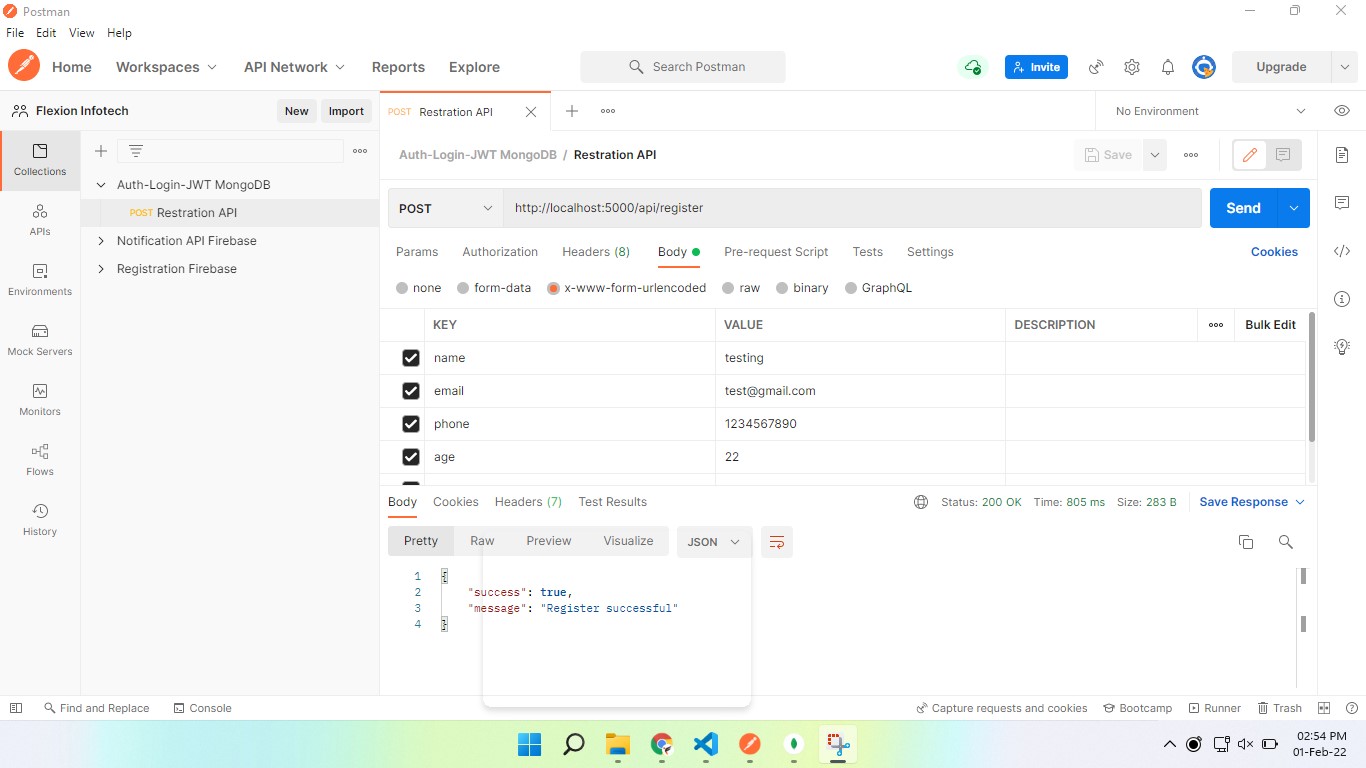 Postman
File Edit View Help
Home Workspaces API Network Reports Explore Search Postman Invite Upgrade
Flexion Infotech New Import POST Restration API No Environment
Collections
APIs
Environments
Mock Servers
Monitors
Flows
History
Auth-Login-JWT MongoDB
POST Restration API
Notification API Firebase
Registration Firebase
Auth-Login-JWT MongoDB / Restration API Save
POST http://localhost:5000/api/register Send
Params Authorization Headers (8) Body Pre-request Script Tests Settings Cookies
none form-data x-www-form-urlencoded raw binary GraphQL
KEY VALUE DESCRIPTION Bulk Edit
name testing
email test@gmail.com
phone 1234567890
age 22
Body Cookies Headers (7) Test Results Status: 200 OK Time: 805 ms Size: 283 B Save Response
Pretty Raw Preview Visualize JSON
1 {
2 "success": true,
3 "message": "Register successful"
4 }
Find and Replace Console Capture requests and cookies Bootcamp Runner Trash
02:54 PM
01-Feb-22